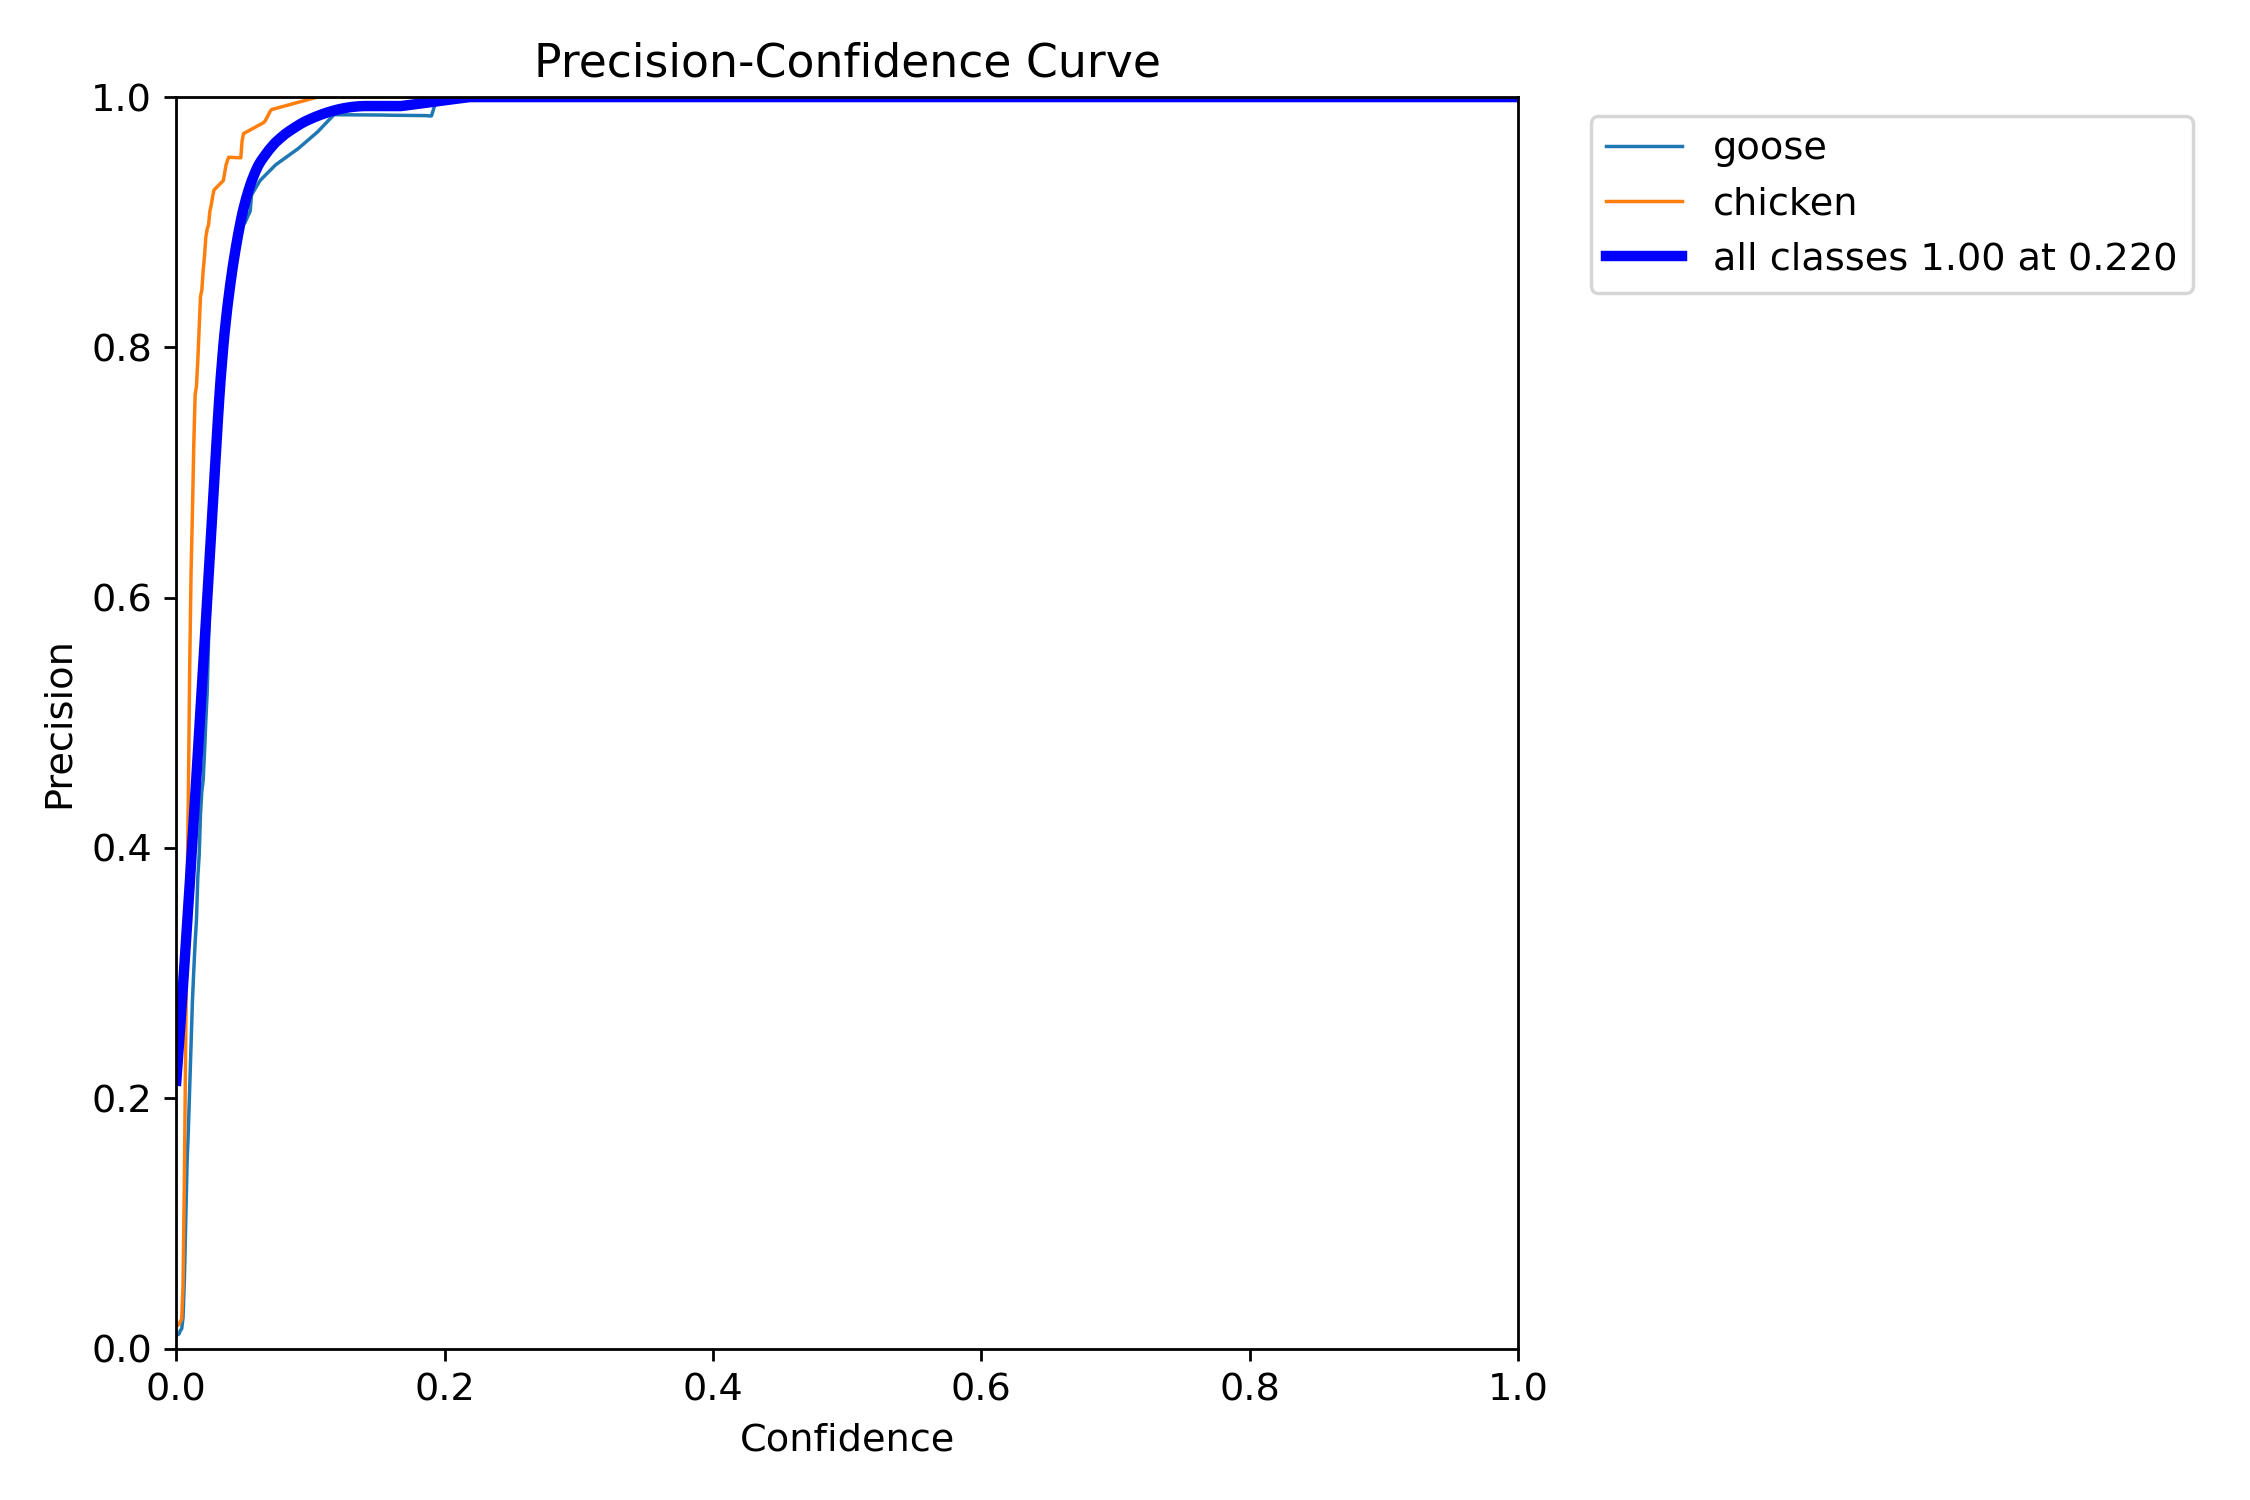 Precision-Confidence Curve
1.0
0.8
0.6
0.4
0.2
0.0
Precision
0.0 0.2 0.4 0.6 0.8 1.0
Confidence
goose
chicken
all classes 1.00 at 0.220